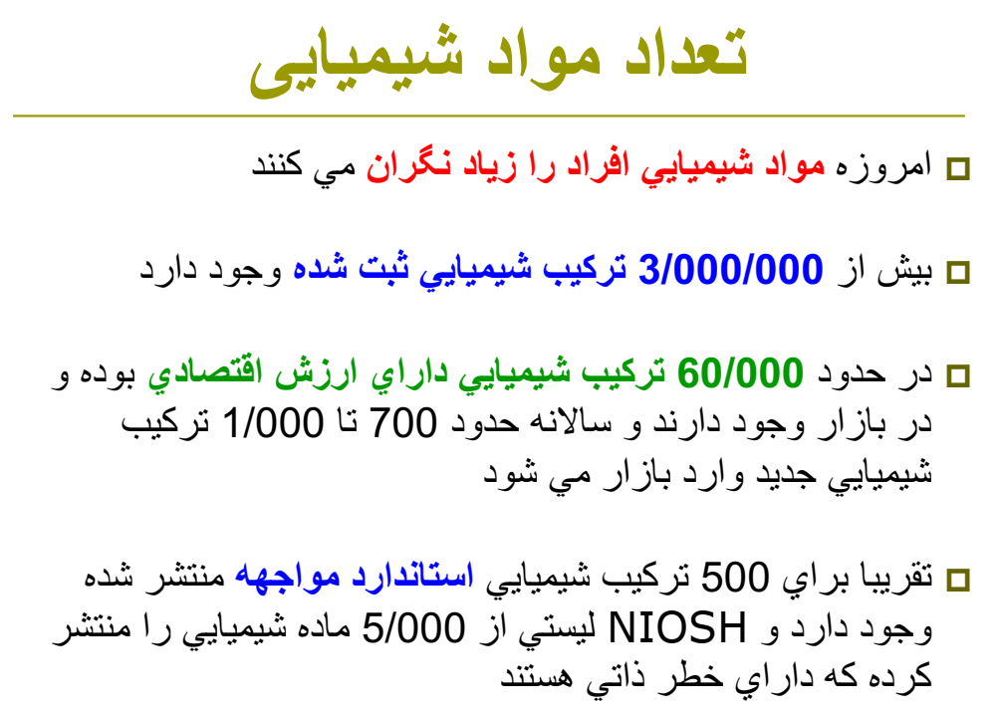 تعداد مواد شیمیایی
امروزه مواد شيميايي افراد را زياد نگران مي كنند
بيش از 3/000/000 تركيب شيميايي ثبت شده وجود دارد
در حدود 60/000 تركيب شيميايي داراي ارزش اقتصادي بوده و
در بازار وجود دارند و سالانه حدود 700 تا 1/000 تركيب
شيميايي جديد وارد بازار مي شود
تقريبا براي 500 تركيب شيميايي استاندارد مواجهه منتشر شده
وجود دارد و NIOSH ليستي از 5/000 ماده شيميايي را منتشر
كرده كه داراي خطر ذاتي هستند